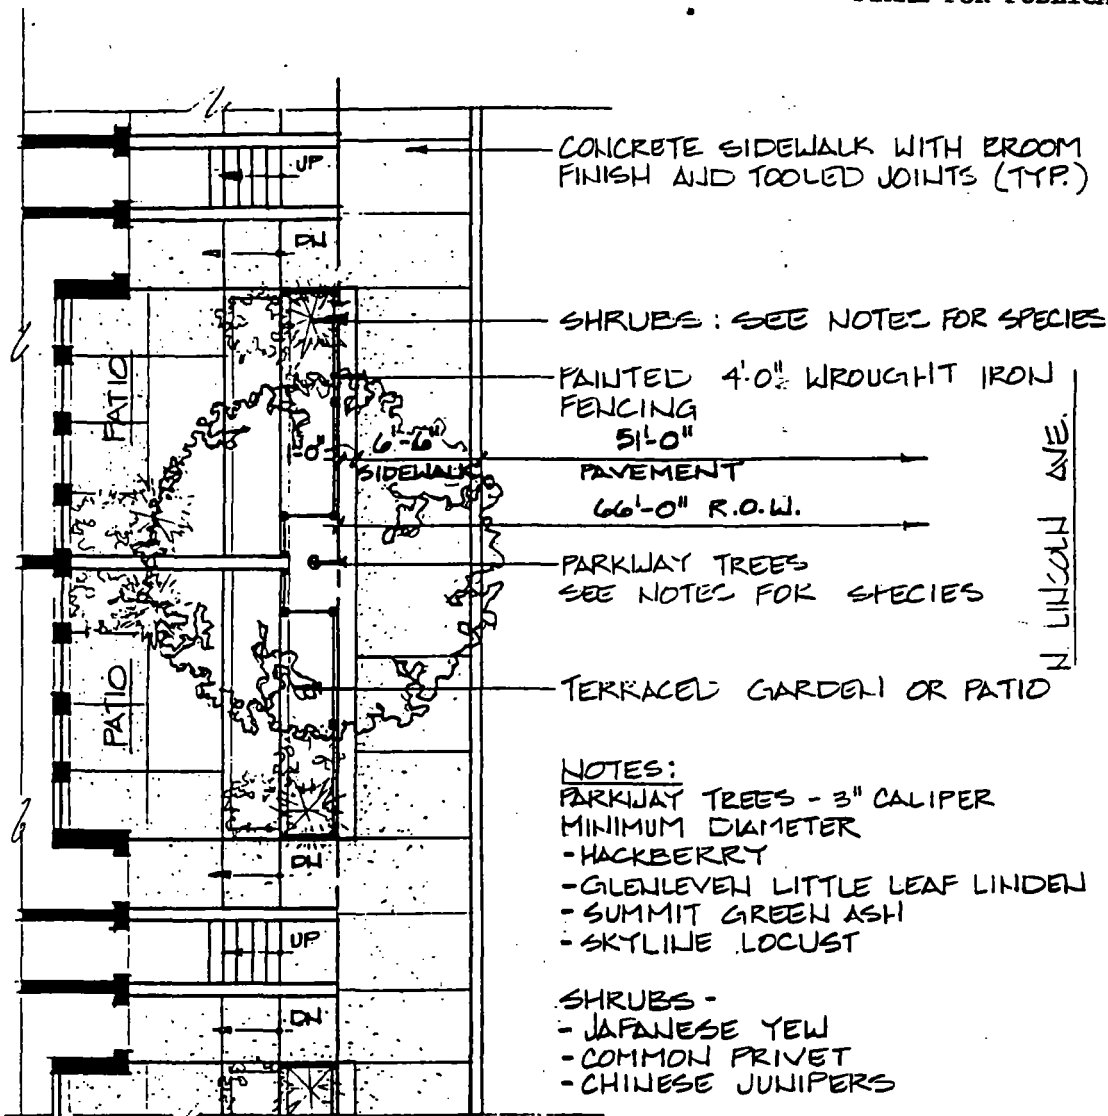 CONCRETE SIDEWALK WITH BROOM
FINISH AND TOOLED JOINTS (TYP.)
UP
DN
SHRUBS: SEE NOTES FOR SPECIES
PATIO
PAINTED 4'-0" WROUGHT IRON
FENCING
6'-6"
SIDEWALK
51'-0"
PAVEMENT
66'-0" R.O.W.
N LINCOLN AVE.
PARKWAY TREES
SEE NOTES FOR SPECIES
PATIO
TERRACED GARDEN OR PATIO
NOTES:
PARKWAY TREES - 3" CALIPER
MINIMUM DIAMETER
- HACKBERRY
- GLENLEVEN LITTLE LEAF LINDEN
- SUMMIT GREEN ASH
- SKYLINE LOCUST
DN
UP
DN
SHRUBS -
- JAPANESE YEW
- COMMON PRIVET
- CHINESE JUNIPERS